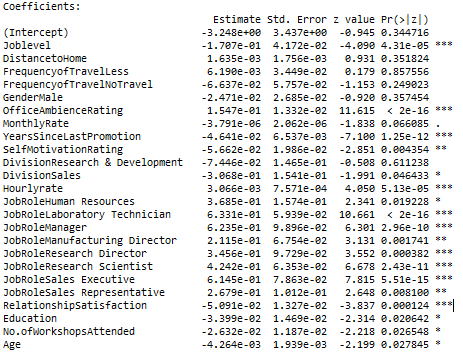 Coefficients:
Estimate Std. Error z value Pr(>|z|)
(Intercept) -3.248e+00 3.437e+00 -0.945 0.344716
Joblevel -1.707e-01 4.172e-02 -4.090 4.31e-05 ***
DistancetoHome 1.635e-03 1.756e-03 0.931 0.351824
FrequencyofTravelLess 6.190e-03 3.449e-02 0.179 0.857556
FrequencyofTravelNoTravel -6.637e-02 5.757e-02 -1.153 0.249023
GenderMale -2.471e-02 2.685e-02 -0.920 0.357454
OfficeAmbienceRating 1.547e-01 1.332e-02 11.615 < 2e-16 ***
MonthlyRate -3.791e-06 2.062e-06 -1.838 0.066085 .
YearsSinceLastPromotion -4.641e-02 6.537e-03 -7.100 1.25e-12 ***
SelfMotivationRating -5.662e-02 1.986e-02 -2.851 0.004354 **
DivisionResearch & Development -7.446e-02 1.465e-01 -0.508 0.611238
DivisionSales -3.068e-01 1.541e-01 -1.991 0.046433 *
Hourlyrate 3.066e-03 7.571e-04 4.050 5.13e-05 ***
JobRoleHuman Resources 3.685e-01 1.574e-01 2.341 0.019228 *
JobRoleLaboratory Technician 6.331e-01 5.939e-02 10.661 < 2e-16 ***
JobRoleManager 6.235e-01 9.896e-02 6.301 2.96e-10 ***
JobRoleManufacturing Director 2.115e-01 6.754e-02 3.131 0.001741 **
JobRoleResearch Director 3.456e-01 9.729e-02 3.552 0.000382 ***
JobRoleResearch Scientist 4.242e-01 6.353e-02 6.678 2.43e-11 ***
JobRoleSales Executive 6.145e-01 7.863e-02 7.815 5.51e-15 ***
JobRoleSales Representative 2.679e-01 1.012e-01 2.648 0.008100 **
RelationshipSatisfaction -5.091e-02 1.327e-02 -3.837 0.000124 ***
Education -3.399e-02 1.469e-02 -2.314 0.020642 *
No.ofWorkshopsAttended -2.632e-02 1.187e-02 -2.218 0.026548 *
Age -4.264e-03 1.939e-03 -2.199 0.027845 *